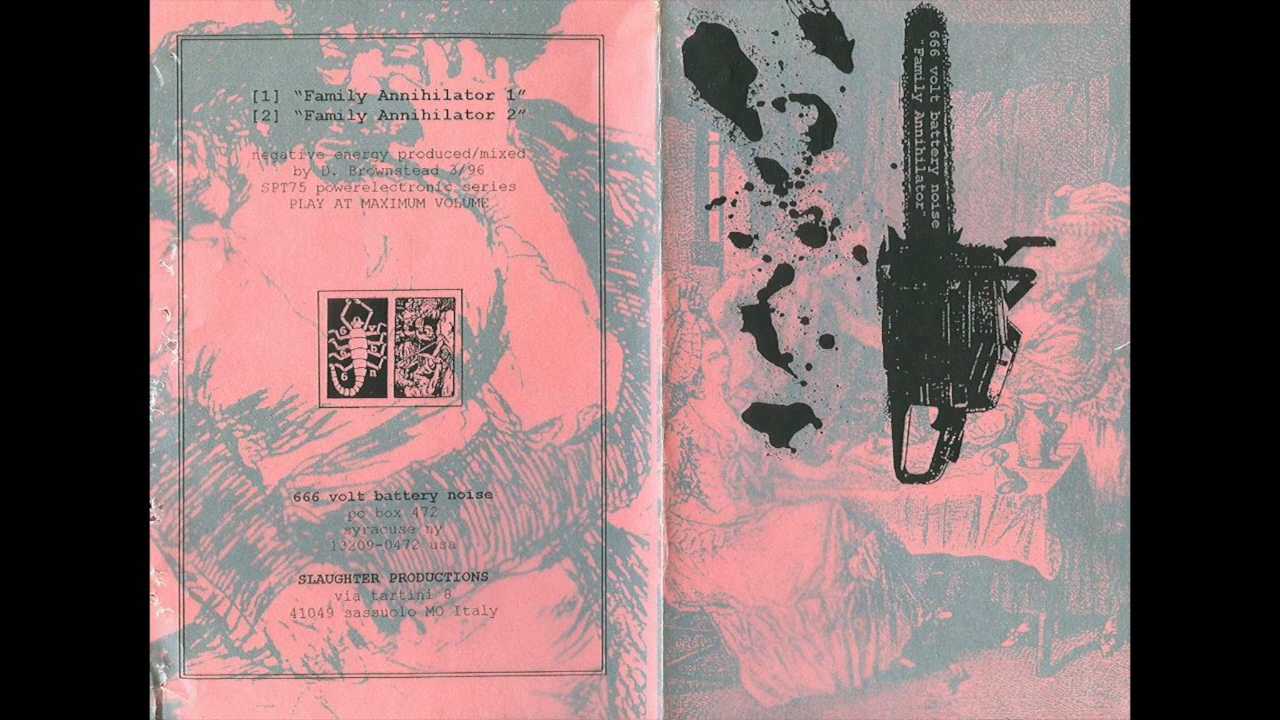 [1] “Family Annihilator 1”
[2] “Family Annihilator 2”
negative energy produced/mixed
by D. Brownstead 3/96
SPT75 powerelectronic series
PLAY AT MAXIMUM VOLUME
666 volt battery noise
po box 472
syracuse ny
13209-0472 usa
SLAUGHTER PRODUCTIONS
via tartini 8
41049 sassuolo MO Italy
666 volt battery noise
"Family Annihilator"